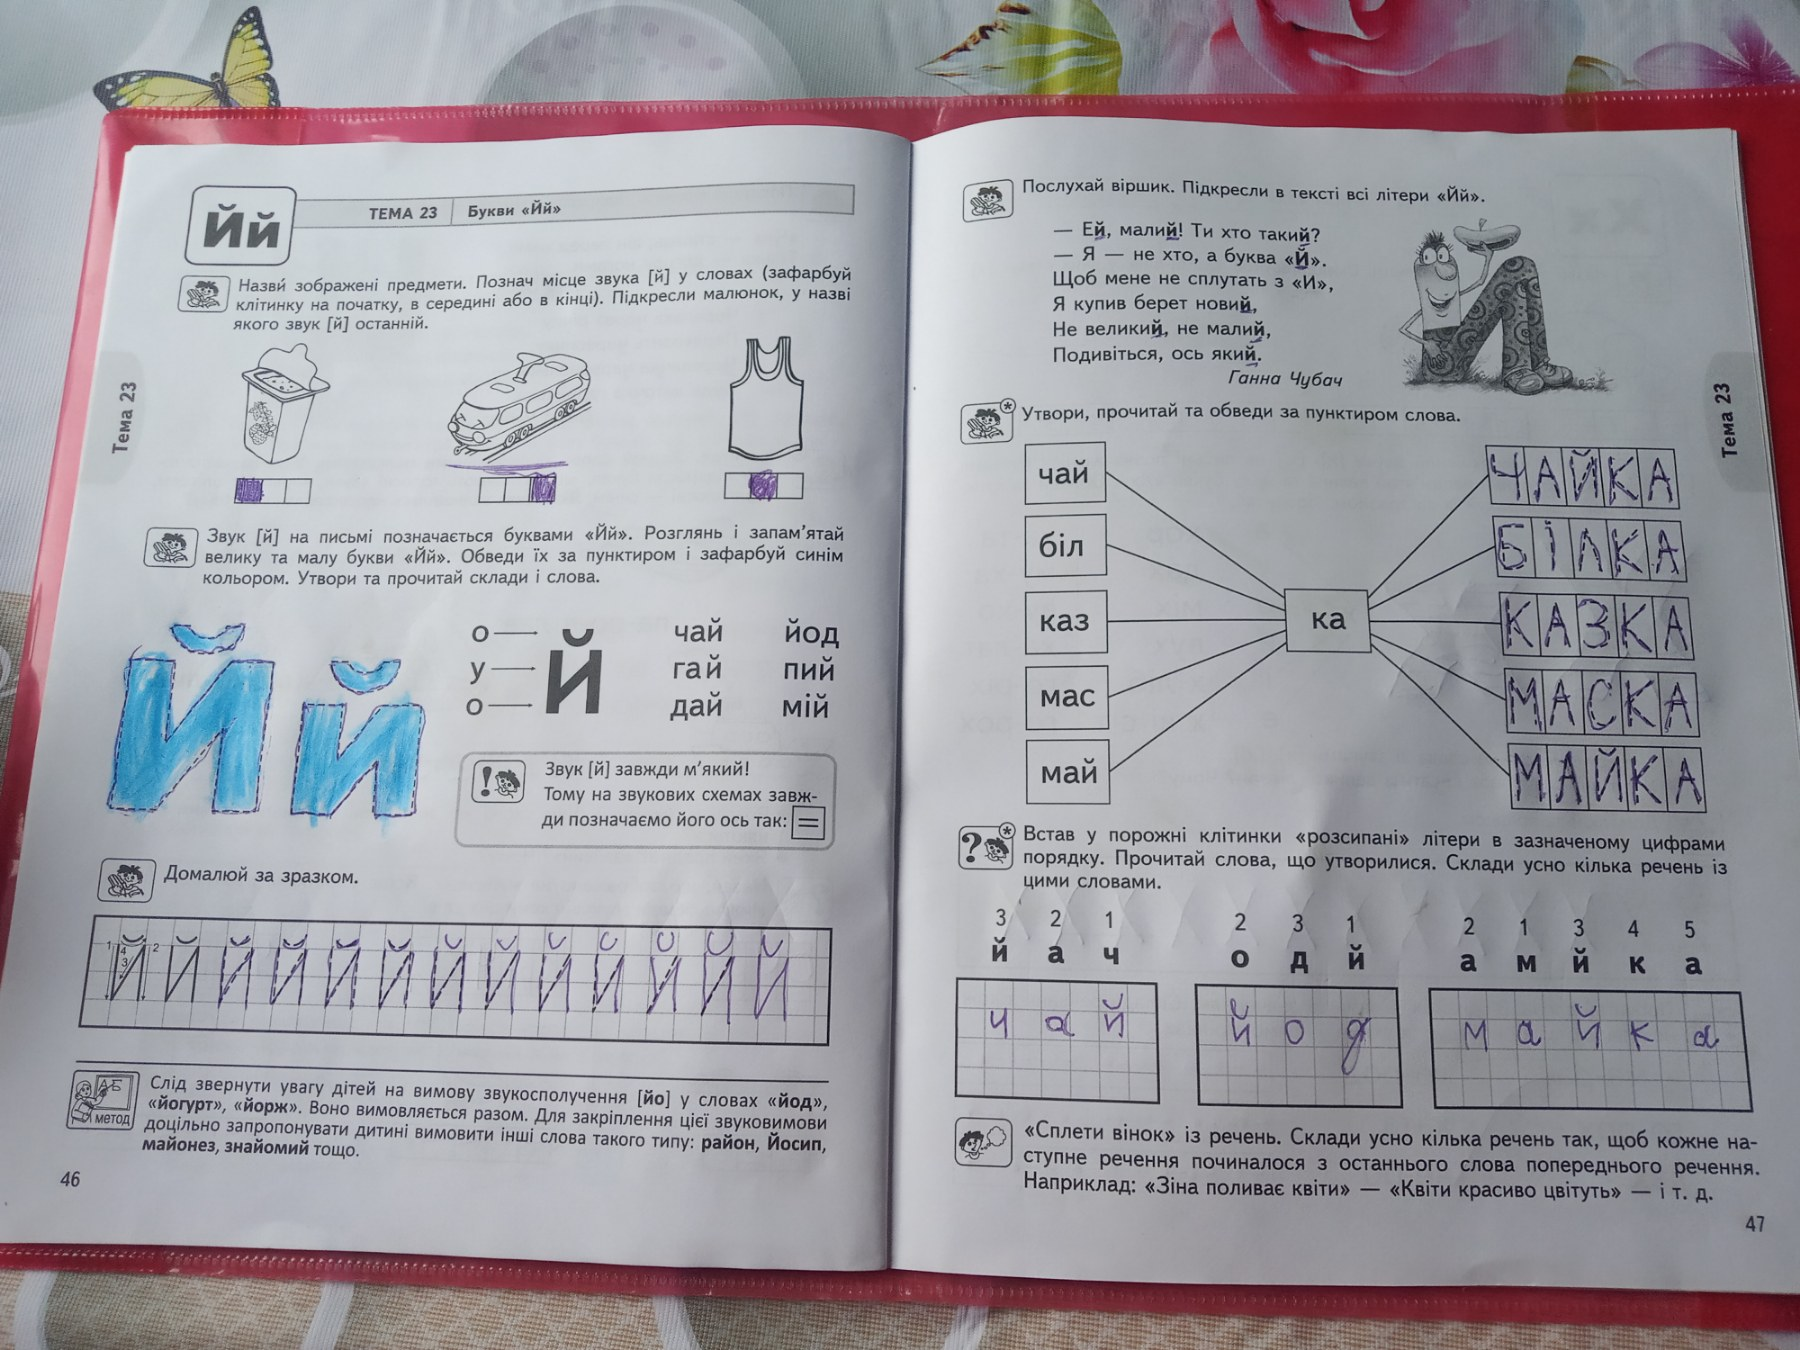 Йй
ТЕМА 23
Букви «Йй»
Назви́ зображені предмети. Познач місце звука [й] у словах (зафарбуй
клітинку на початку, в середині або в кінці). Підкресли малюнок, у назві
якого звук [й] останній.
Тема 23
Звук [й] на письмі позначається буквами «Йй». Розглянь і запам’ятай
велику та малу букви «Йй». Обведи їх за пунктиром і зафарбуй синім
кольором. Утвори та прочитай склади і слова.
Йй
о
у
о
й
чай йод
гай пий
дай мій
! Звук [й] завжди м’який!
Тому на звукових схемах завж-
ди позначаємо його ось так: =
Домалюй за зразком.
1 4 3 2
Й Й Й Й Й Й Й Й Й Й Й Й Й
АБ
метод
Слід звернути увагу дітей на вимову звукосполучення [йо] у словах «йод»,
«йогурт», «йорж». Воно вимовляється разом. Для закріплення цієї звуковимови
доцільно запропонувати дитині вимовити інші слова такого типу: район, Йосип,
майонез, знайомий тощо.
46
Послухай віршик. Підкресли в тексті всі літери «Йй».
— Ей, малий! Ти хто такий?
— Я — не хто, а буква «Й».
Щоб мене не сплутать з «И»,
Я купив берет новий,
Не великий, не малий,
Подивіться, ось який.
Ганна Чубач
Тема 23
* Утвори, прочитай та обведи за пунктиром слова.
чай
біл
каз
мас
май
ка
ЧАЙКА
БІЛКА
КАЗКА
МАСКА
МАЙКА
? * Встав у порожні клітинки «розсипані» літери в зазначеному цифрами
порядку. Прочитай слова, що утворилися. Склади усно кілька речень із
цими словами.
3 2 1 2 3 1 2 1 3 4 5
й а ч о д й а м й к а
чай йод майка
«Сплети вінок» із речень. Склади усно кілька речень так, щоб кожне на-
ступне речення починалося з останнього слова попереднього речення.
Наприклад: «Зіна поливає квіти» — «Квіти красиво цвітуть» — і т. д.
47